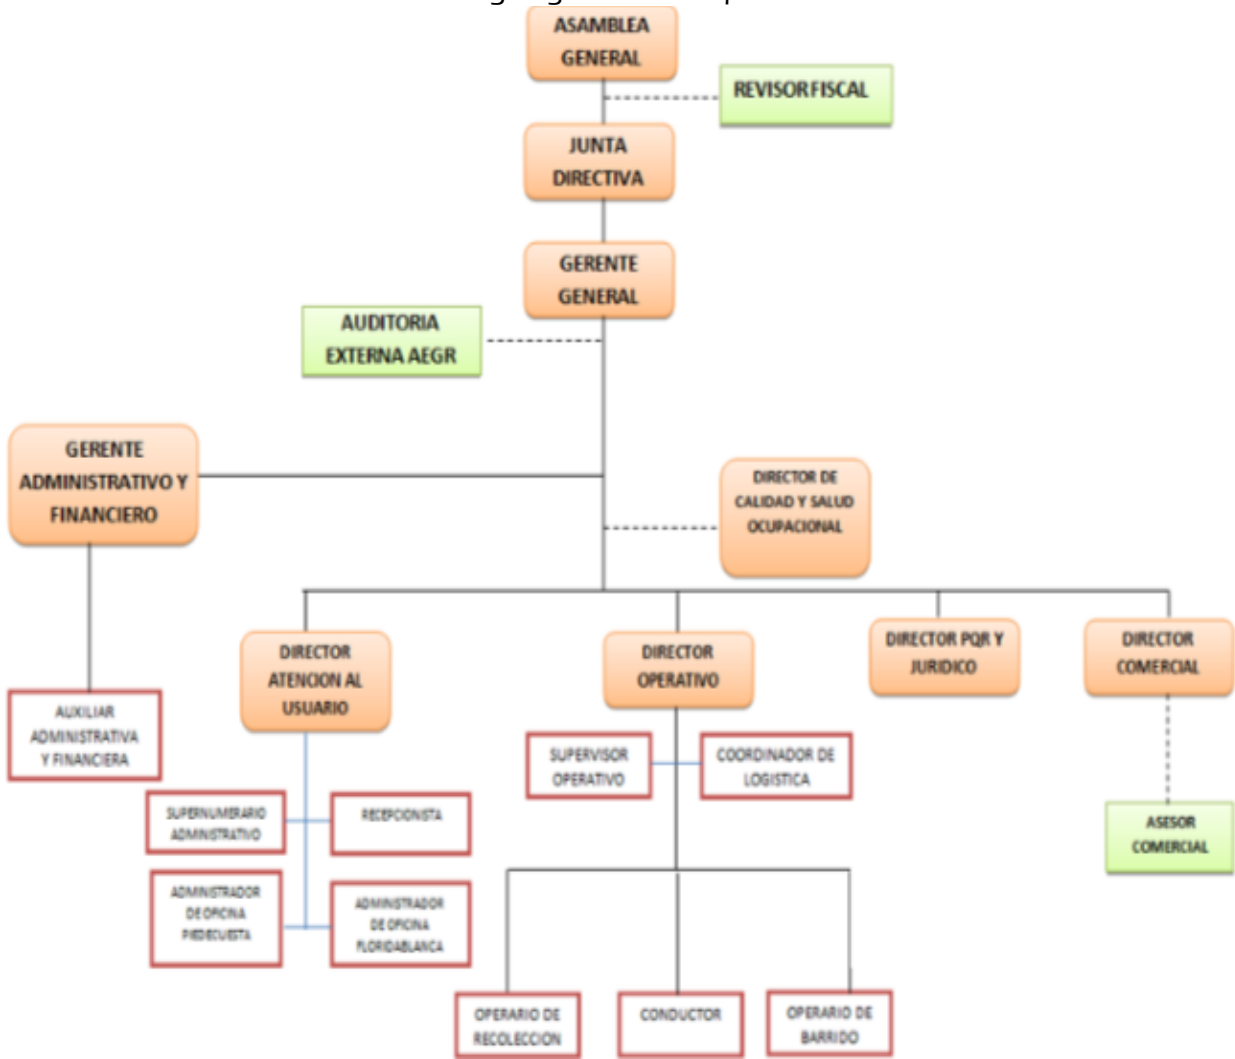 ASAMBLEA
GENERAL
REVISOR FISCAL
JUNTA
DIRECTIVA
GERENTE
GENERAL
AUDITORIA
EXTERNA AEGR
GERENTE
ADMINISTRATIVO Y
FINANCIERO
DIRECTOR DE
CALIDAD Y SALUD
OCUPACIONAL
DIRECTOR
ATENCION AL
USUARIO
DIRECTOR
OPERATIVO
DIRECTOR PQR Y
JURIDICO
DIRECTOR
COMERCIAL
AUXILIAR
ADMINISTRATIVA
Y FINANCIERA
SUPERVISOR
OPERATIVO
COORDINADOR DE
LOGISTICA
SUPERNUMERARIO
ADMINISTRATIVO
RECEPCIONISTA
ASESOR
COMERCIAL
ADMINISTRADOR
DE OFICINA
PIEDECUESTA
ADMINISTRADOR
DE OFICINA
FLORIDABLANCA
OPERARIO DE
RECOLECCION
CONDUCTOR
OPERARIO DE
BARRIDO